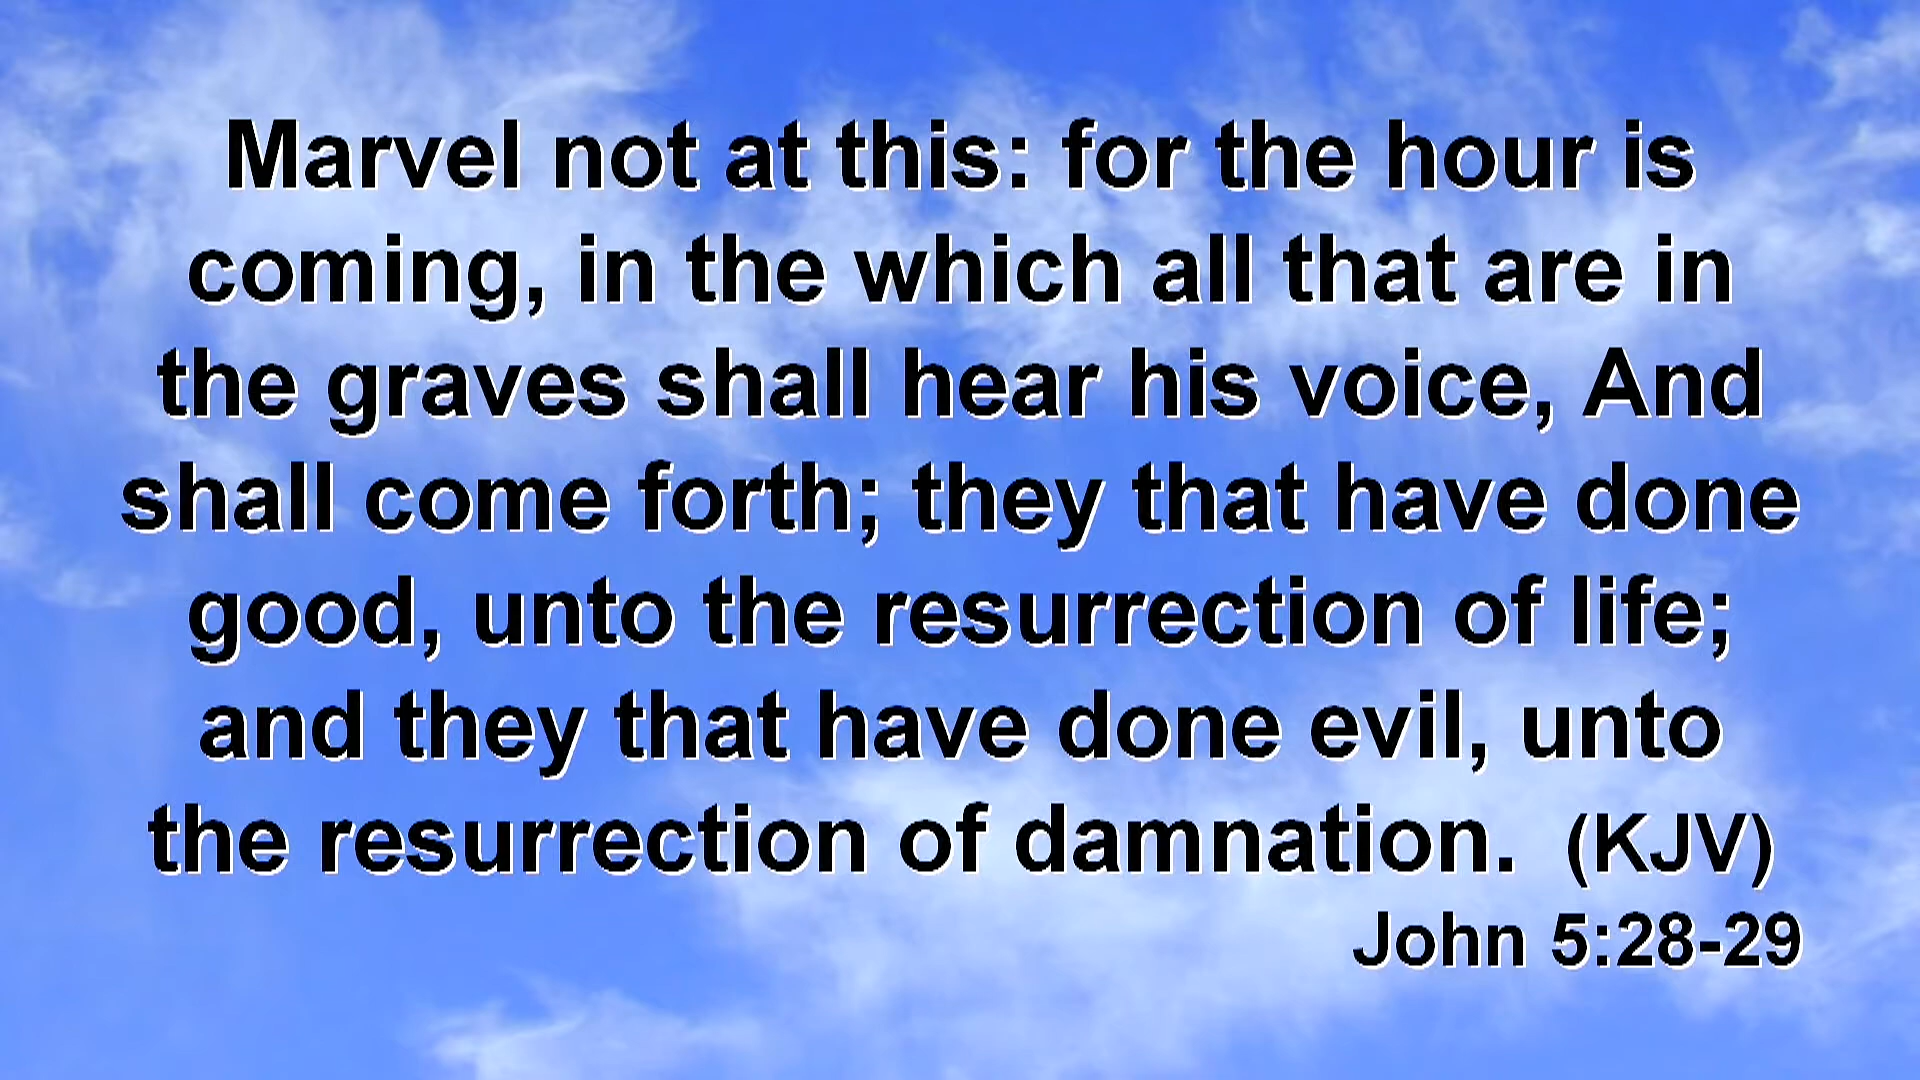 Marvel not at this: for the hour is
coming, in the which all that are in
the graves shall hear his voice, And
shall come forth; they that have done
good, unto the resurrection of life;
and they that have done evil, unto
the resurrection of damnation. (KJV)
John 5:28-29